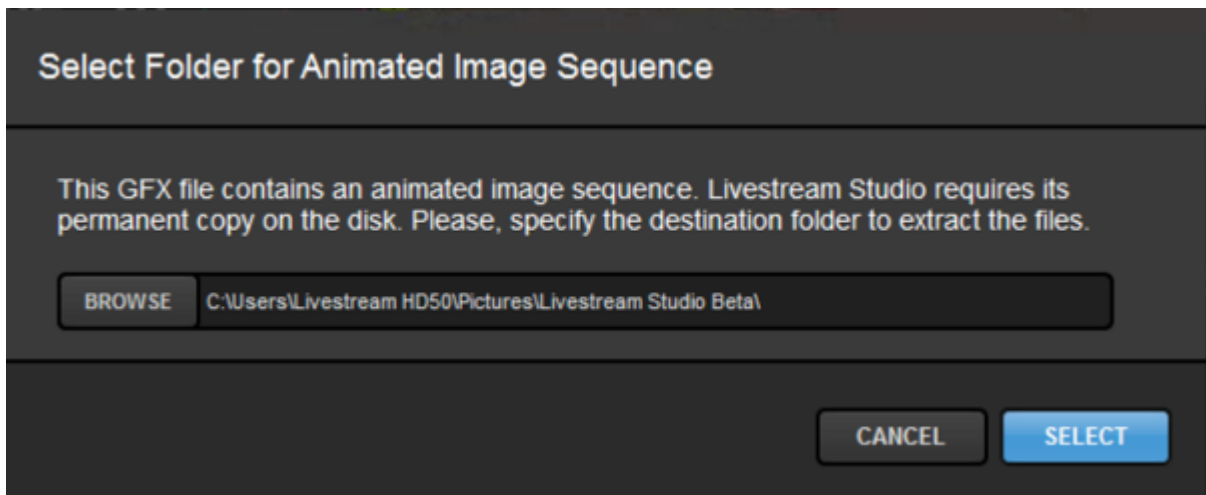 Select Folder for Animated Image Sequence
This GFX file contains an animated image sequence. Livestream Studio requires its
permanent copy on the disk. Please, specify the destination folder to extract the files.
BROWSE C:\Users\Livestream HD50\Pictures\Livestream Studio Beta\
CANCEL SELECT